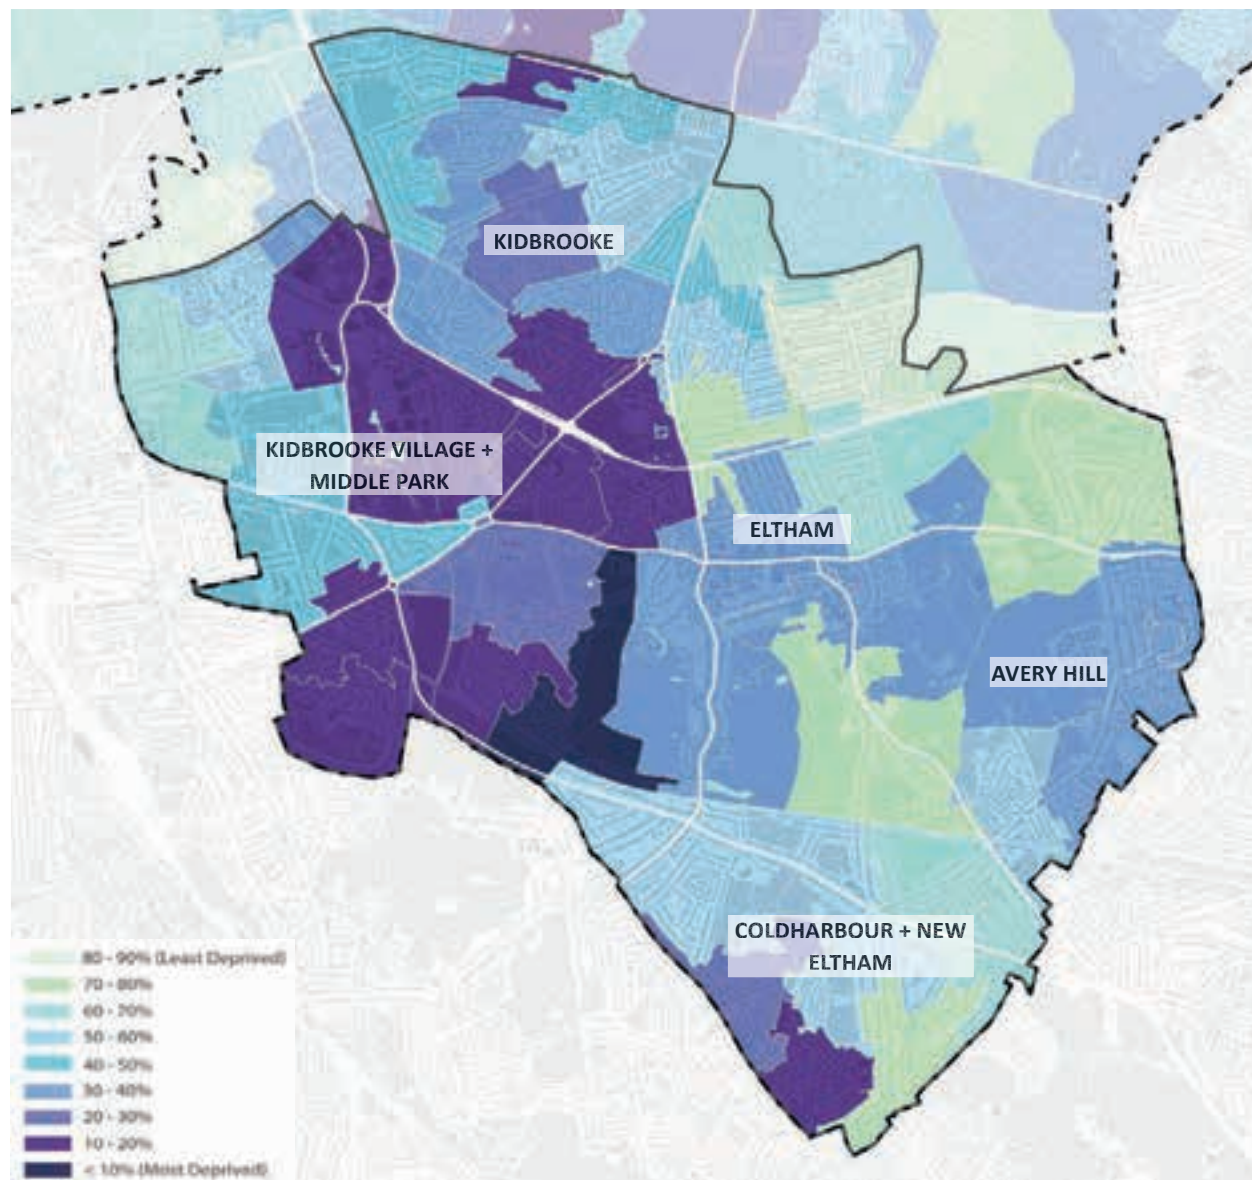 KIDBROOKE
KIDBROOKE VILLAGE +
MIDDLE PARK
ELTHAM
AVERY HILL
COLDHARBOUR + NEW
ELTHAM
80 - 90% (Least Deprived)
70 - 80%
60 - 70%
50 - 60%
40 - 50%
30 - 40%
20 - 30%
10 - 20%
< 10% (Most Deprived)